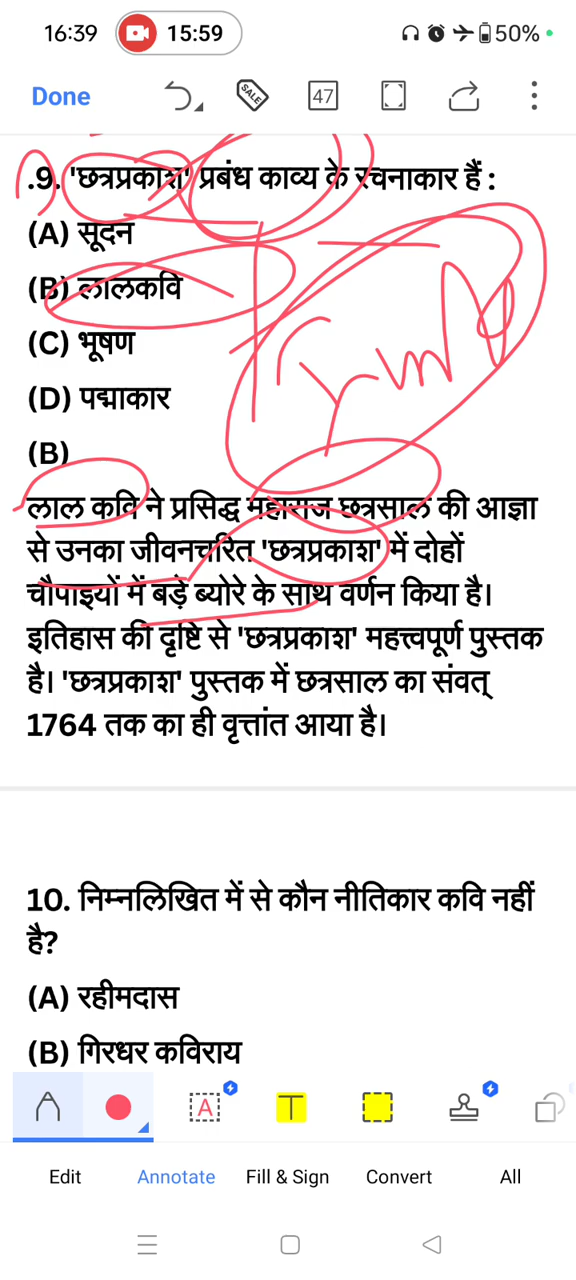 16:39 15:59 50%
Done SALE 47
.9. 'छत्रप्रकाश' प्रबंध काव्य के रचनाकार हैं :
(A) सूदन
(B) लालकवि
(C) भूषण
(D) पद्माकार
(B)
लाल कवि ने प्रसिद्ध महाराज छत्रसाल की आज्ञा
से उनका जीवनचरित 'छत्रप्रकाश' में दोहों
चौपाइयों में बड़े ब्योरे के साथ वर्णन किया है।
इतिहास की दृष्टि से 'छत्रप्रकाश' महत्त्वपूर्ण पुस्तक
है। 'छत्रप्रकाश' पुस्तक में छत्रसाल का संवत्
1764 तक का ही वृत्तांत आया है।
10. निम्नलिखित में से कौन नीतिकार कवि नहीं
है?
(A) रहीमदास
(B) गिरधर कविराय
A T
Edit Annotate Fill & Sign Convert All